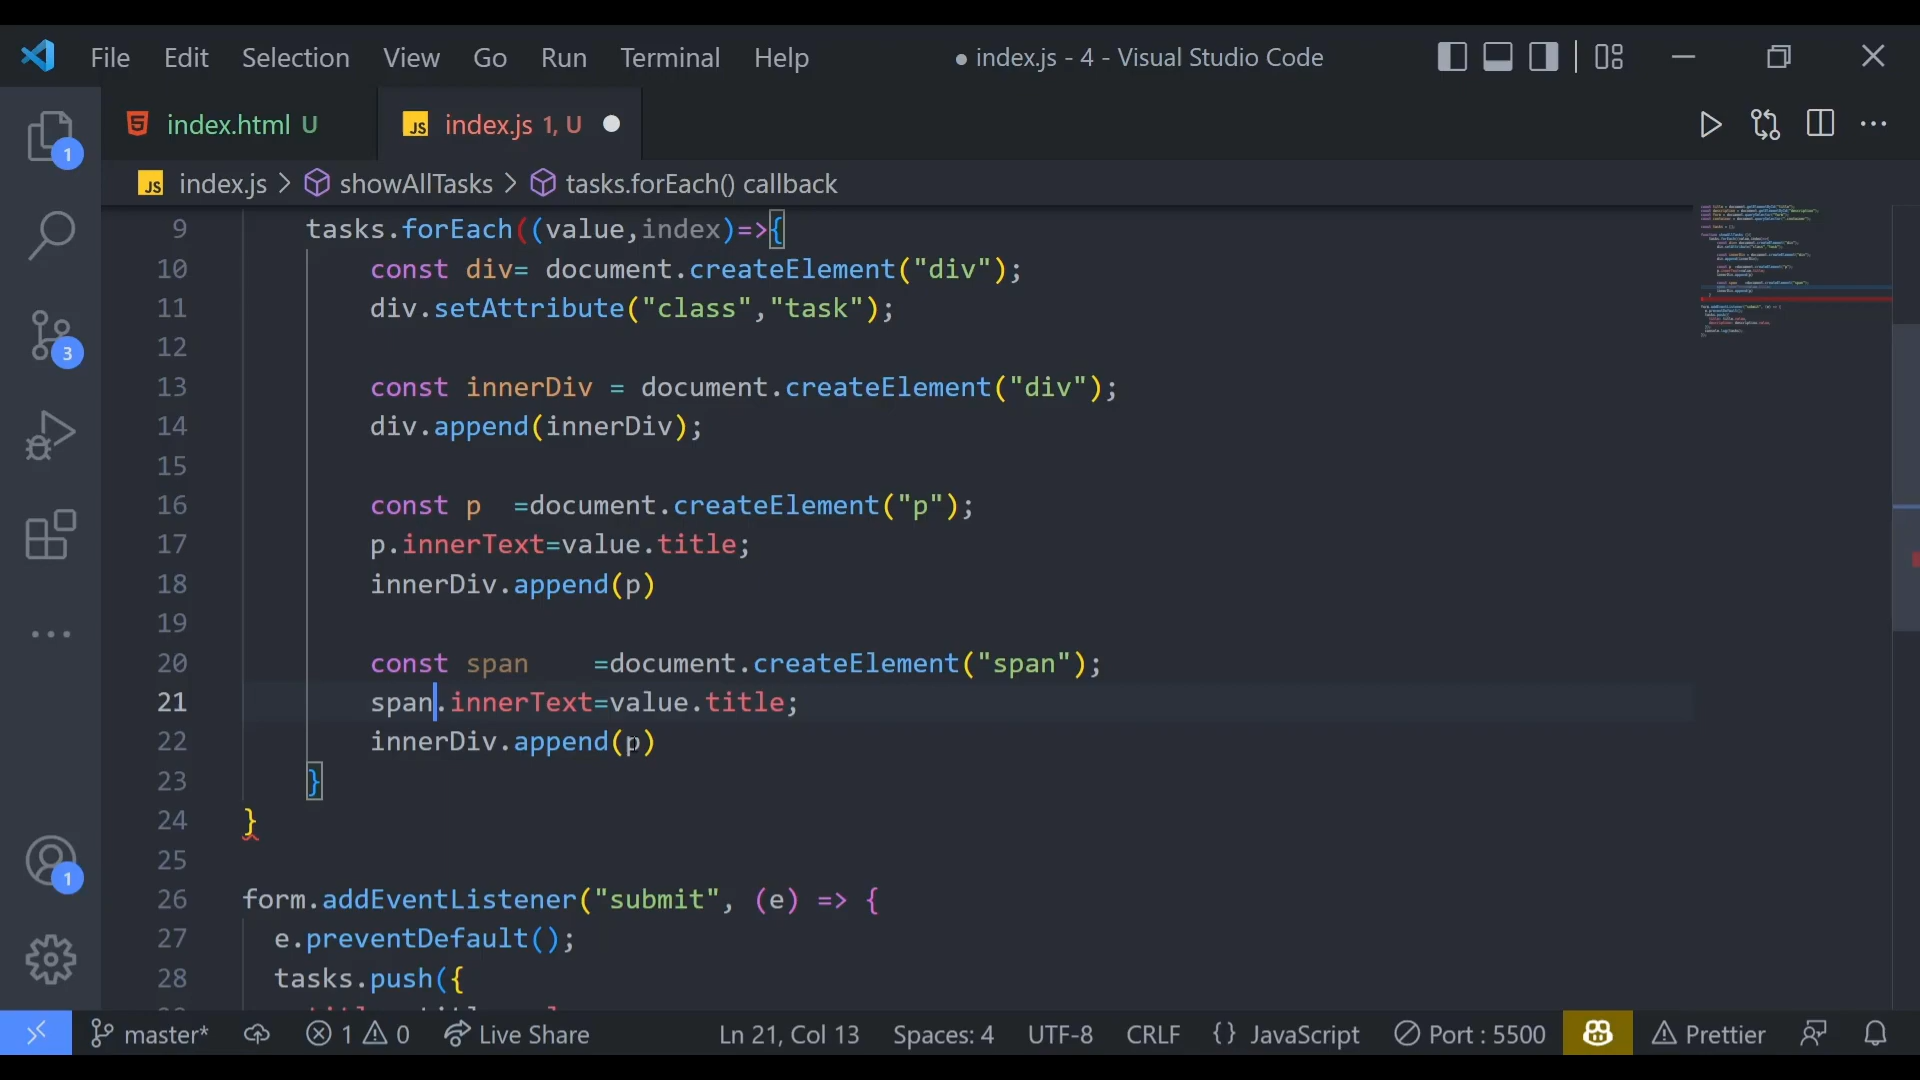 File Edit Selection View Go Run Terminal Help ● index.js - 4 - Visual Studio Code
index.html U JS index.js 1, U
JS index.js > showAllTasks > tasks.forEach() callback
9 tasks.forEach((value,index)=>{
10 const div= document.createElement("div");
11 div.setAttribute("class","task");
12
13 const innerDiv = document.createElement("div");
14 div.append(innerDiv);
15
16 const p  =document.createElement("p");
17 p.innerText=value.title;
18 innerDiv.append(p)
19
20 const span    =document.createElement("span");
21 span.innerText=value.title;
22 innerDiv.append(p)
23 }
24 }
25
26 form.addEventListener("submit", (e) => {
27 e.preventDefault();
28 tasks.push({
1
3
1
master* 1 0 Live Share Ln 21, Col 13 Spaces: 4 UTF-8 CRLF {} JavaScript Port : 5500 Prettier